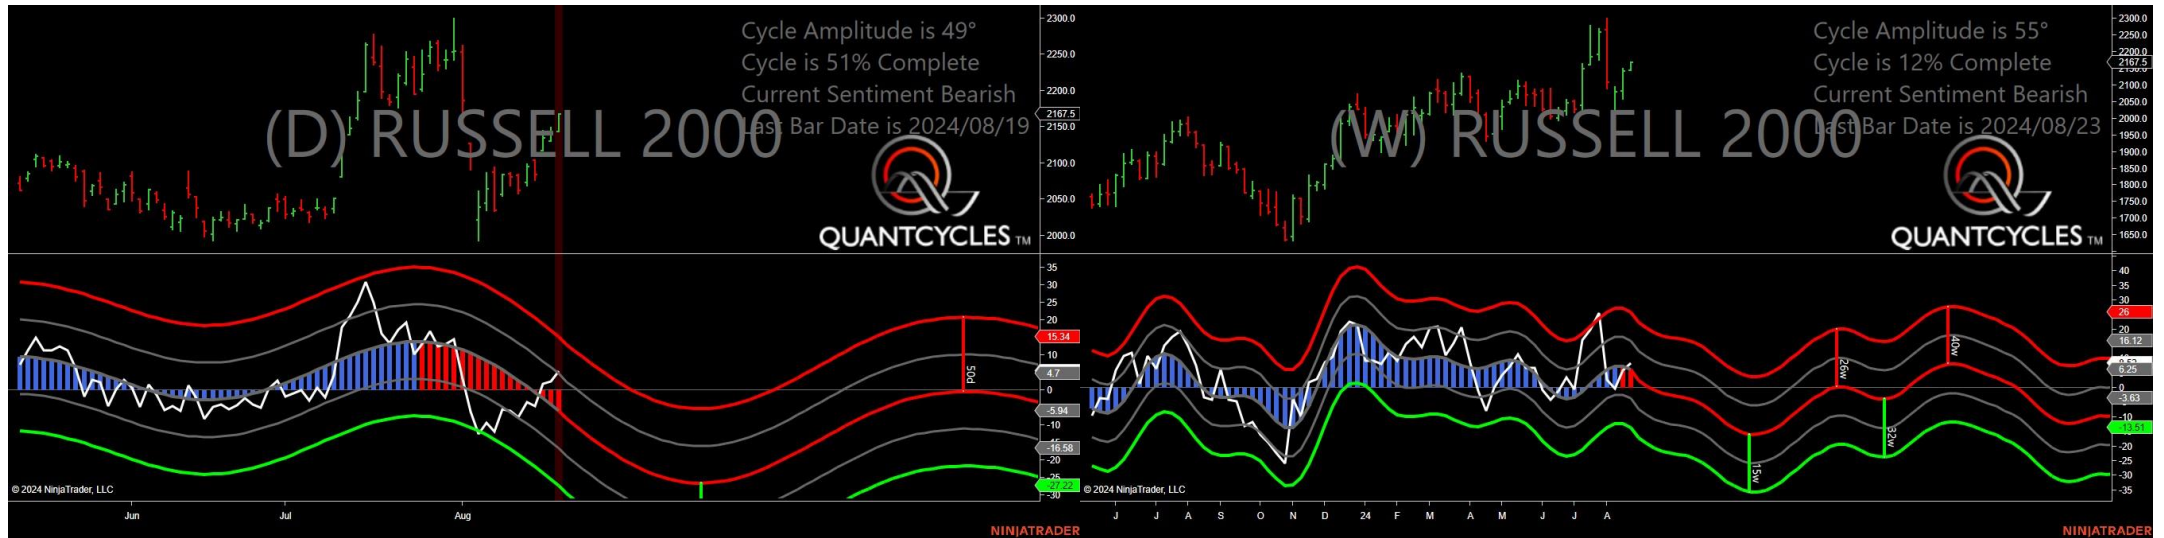 Cycle Amplitude is 49°
Cycle is 51% Complete
Current Sentiment Bearish
Last Bar Date is 2024/08/19
(D) RUSSELL 2000
QUANTCYCLES TM
2300.0
2250.0
2200.0
2167.5
2150.0
2100.0
2050.0
2000.0
35
30
25
20
15.34
10
4.7
0
-5.94
-10
-16.58
-20
-25
-27.22
-30
50d
© 2024 NinjaTrader, LLC
Jun
Jul
Aug
NINJATRADER
Cycle Amplitude is 55°
Cycle is 12% Complete
Current Sentiment Bearish
Last Bar Date is 2024/08/23
(W) RUSSELL 2000
QUANTCYCLES TM
2300.0
2250.0
2200.0
2167.5
2100.0
2050.0
2000.0
1950.0
1900.0
1850.0
1800.0
1750.0
1700.0
1650.0
40
35
30
26
20
16.12
6.25
0
-3.63
-10
-13.51
-20
-25
-30
-35
15w
26w
32w
40w
© 2024 NinjaTrader, LLC
J
J
A
S
O
N
D
24
F
M
A
M
J
J
A
NINJATRADER